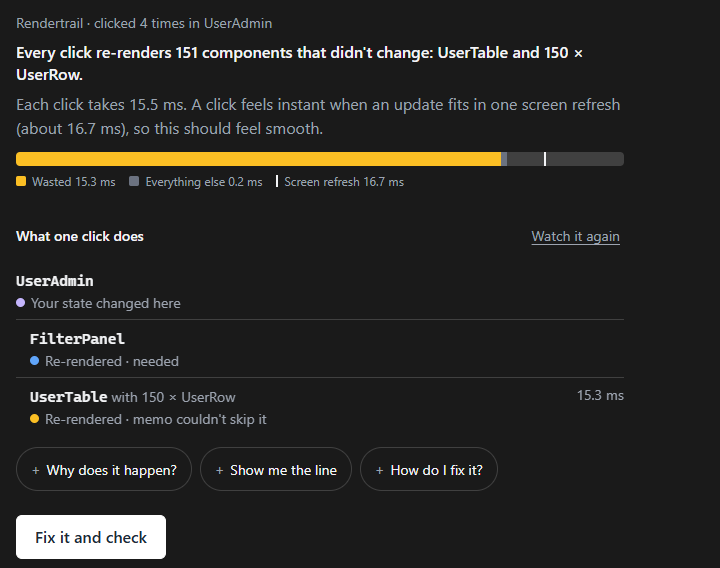 Rendertrail · clicked 4 times in UserAdmin
Every click re-renders 151 components that didn't change: UserTable and 150 ×
UserRow.
Each click takes 15.5 ms. A click feels instant when an update fits in one screen refresh
(about 16.7 ms), so this should feel smooth.
Wasted 15.3 ms Everything else 0.2 ms Screen refresh 16.7 ms
What one click does Watch it again
UserAdmin
Your state changed here
FilterPanel
Re-rendered · needed
UserTable with 150 × UserRow 15.3 ms
Re-rendered · memo couldn't skip it
+ Why does it happen? + Show me the line + How do I fix it?
Fix it and check